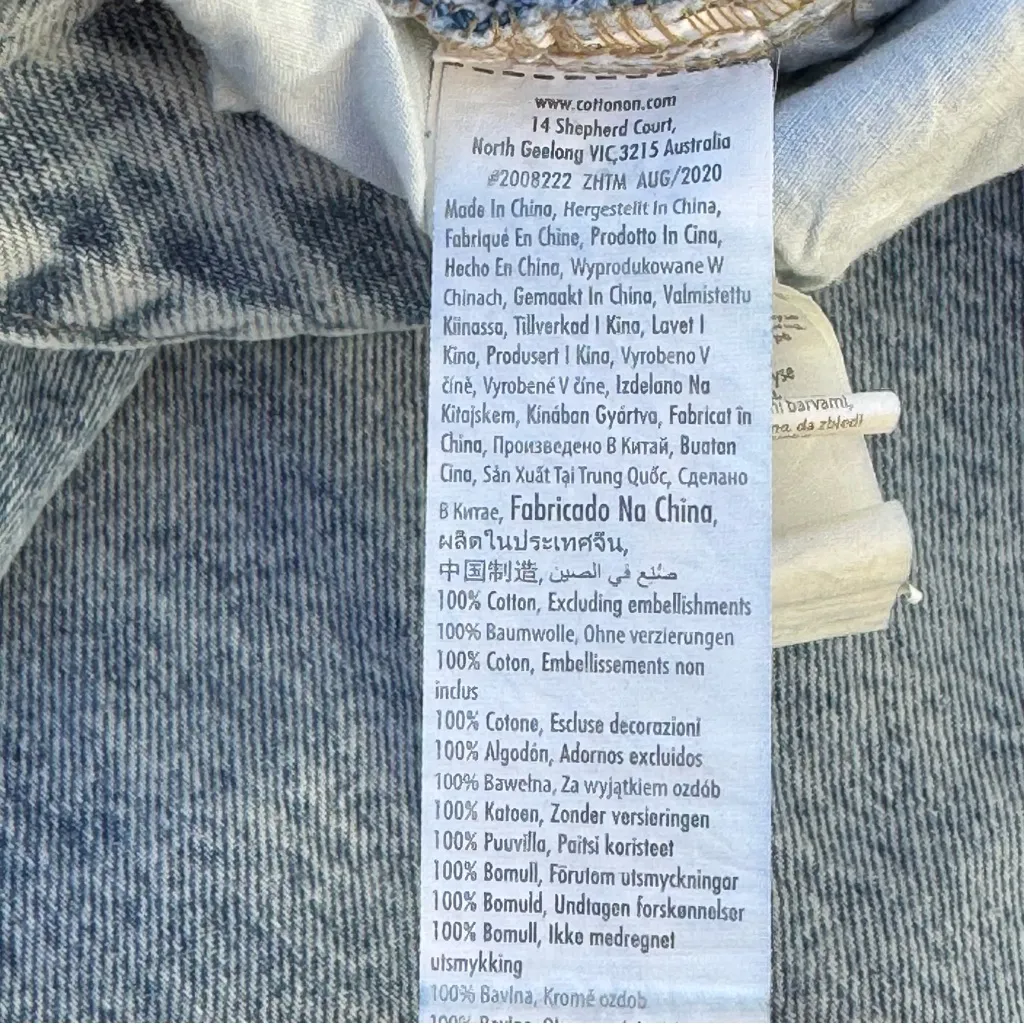 www.cottonon.com
14 Shepherd Court,
North Geelong VIC,3215 Australia
#2008222 ZHTM AUG/2020
Made In China, Hergestellt In China,
Fabriqué En Chine, Prodotto In Cina,
Hecho En China, Wyprodukowane W
Chinach, Gemaakt In China, Valmistettu
Kiinassa, Tillverkad I Kina, Lavet I
Kina, Produsert I Kina, Vyrobeno V
číně, Vyrobené V číne, Izdelano Na
Kitajskem, Kínában Gyártva, Fabricat în
China, Произведено В Китай, Buatan
Cina, Sản Xuất Tại Trung Quốc, Сделано
В Китае, Fabricado Na China,
ผลิตในประเทศจีน,
中国制造, صُنِع في الصين
100% Cotton, Excluding embellishments
100% Baumwolle, Ohne verzierungen
100% Coton, Embellissements non
inclus
100% Cotone, Escluse decorazioni
100% Algodón, Adornos excluidos
100% Bawełna, Za wyjątkiem ozdób
100% Katoen, Zonder versieringen
100% Puuvilla, Paitsi koristeet
100% Bomull, Förutom utsmyckningar
100% Bomuld, Undtagen forskønnelser
100% Bomull, Ikke medregnet
utsmykking
100% Bavlna, Kromě ozdob
barvami,
na da zbledi